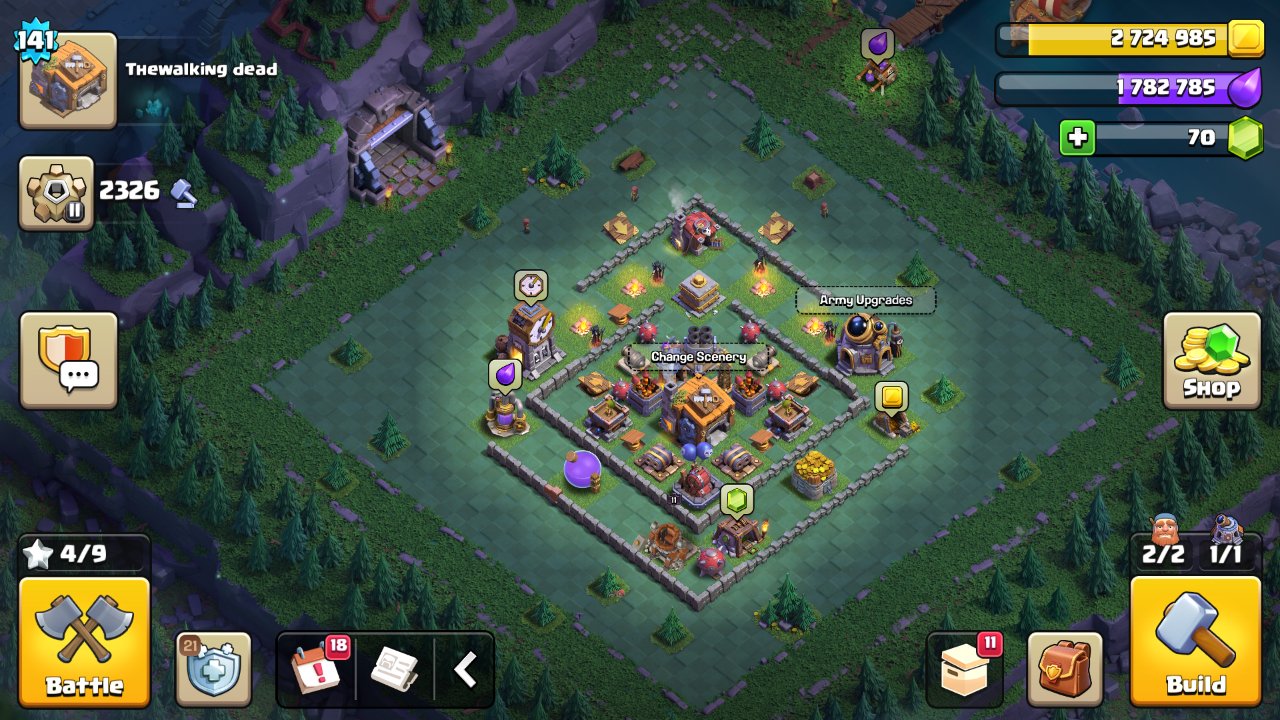 141
Thewalking dead
2 724 985
1 782 785
70
2326
Army Upgrades
Change Scenery
Shop
4/9
2/2
1/1
21
18
11
Battle
Build